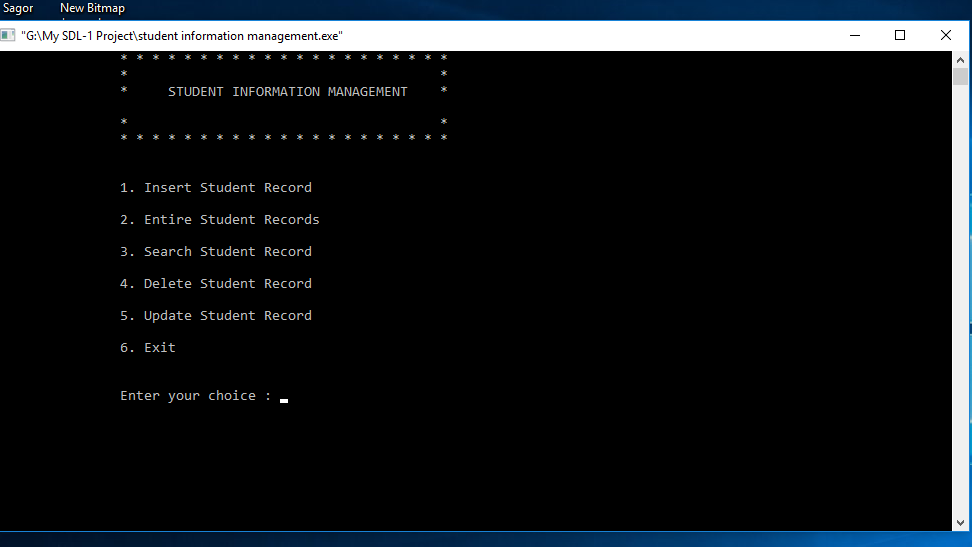 Sagor New Bitmap
"G:\My SDL-1 Project\student information management.exe"
* * * * * * * * * * * * * * * * * * * * *
* *
* STUDENT INFORMATION MANAGEMENT *
* *
* * * * * * * * * * * * * * * * * * * * *
1. Insert Student Record
2. Entire Student Records
3. Search Student Record
4. Delete Student Record
5. Update Student Record
6. Exit
Enter your choice :